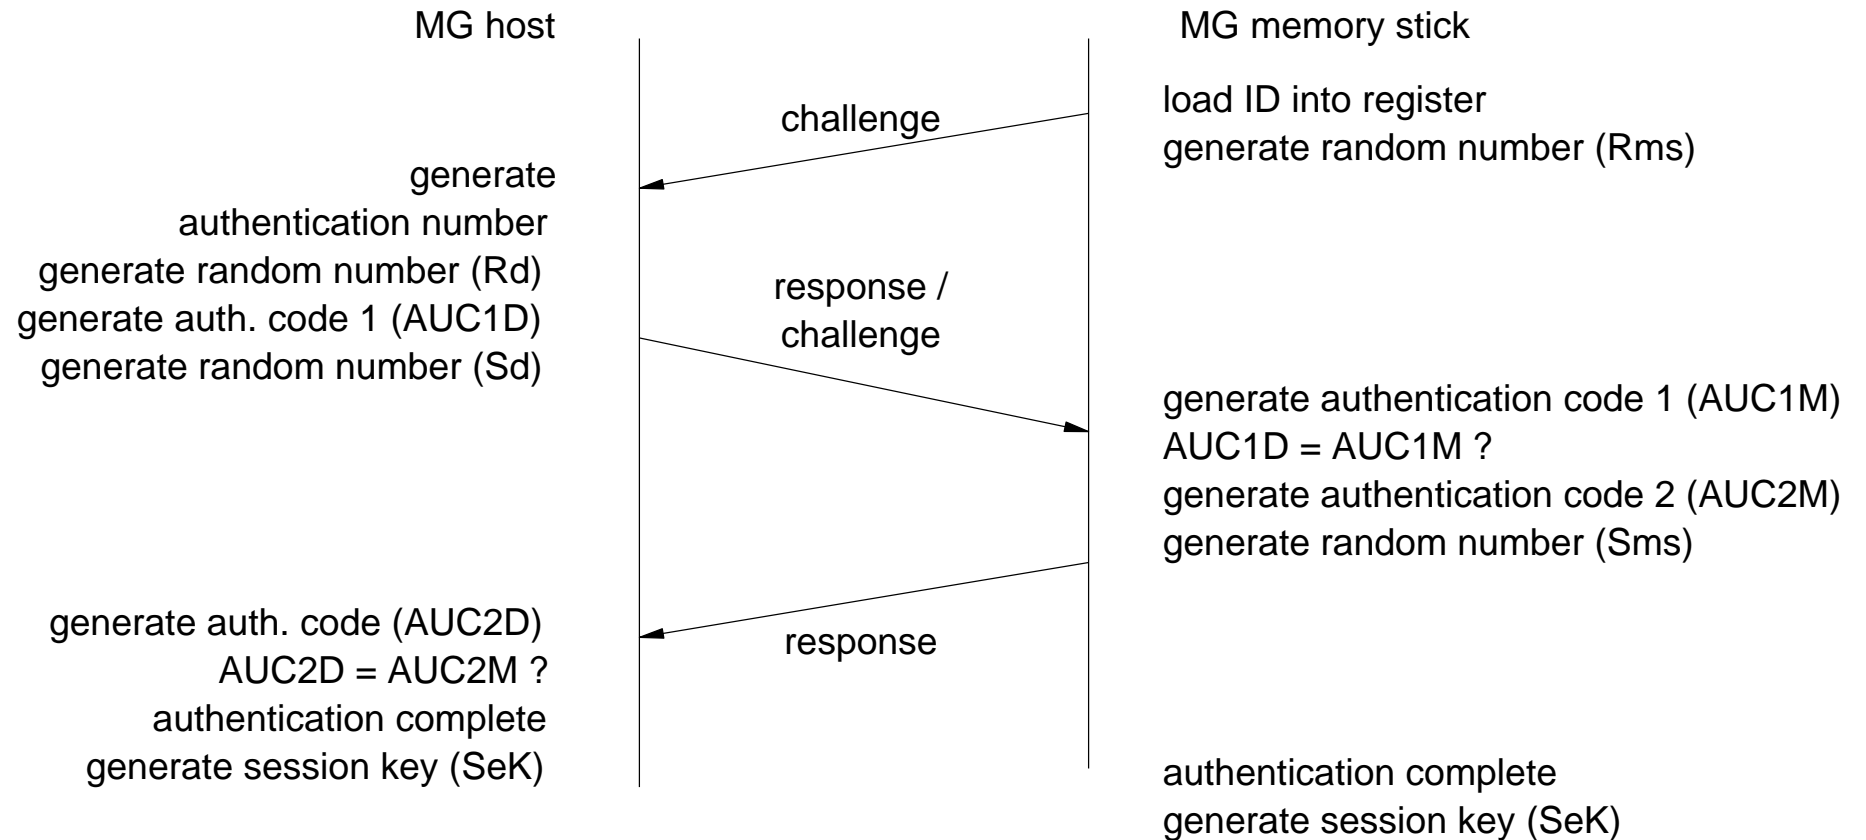 MG host
MG memory stick
load ID into register
challenge
generate random number (Rms)
generate
authentication number
generate random number (Rd)
response /
generate auth. code 1 (AUC1D)
challenge
generate random number (Sd)
generate authentication code 1 (AUC1M)
AUC1D = AUC1M ?
generate authentication code 2 (AUC2M)
generate random number (Sms)
generate auth. code (AUC2D)
response
AUC2D = AUC2M ?
authentication complete
generate session key (SeK)
authentication complete
generate session key (SeK)